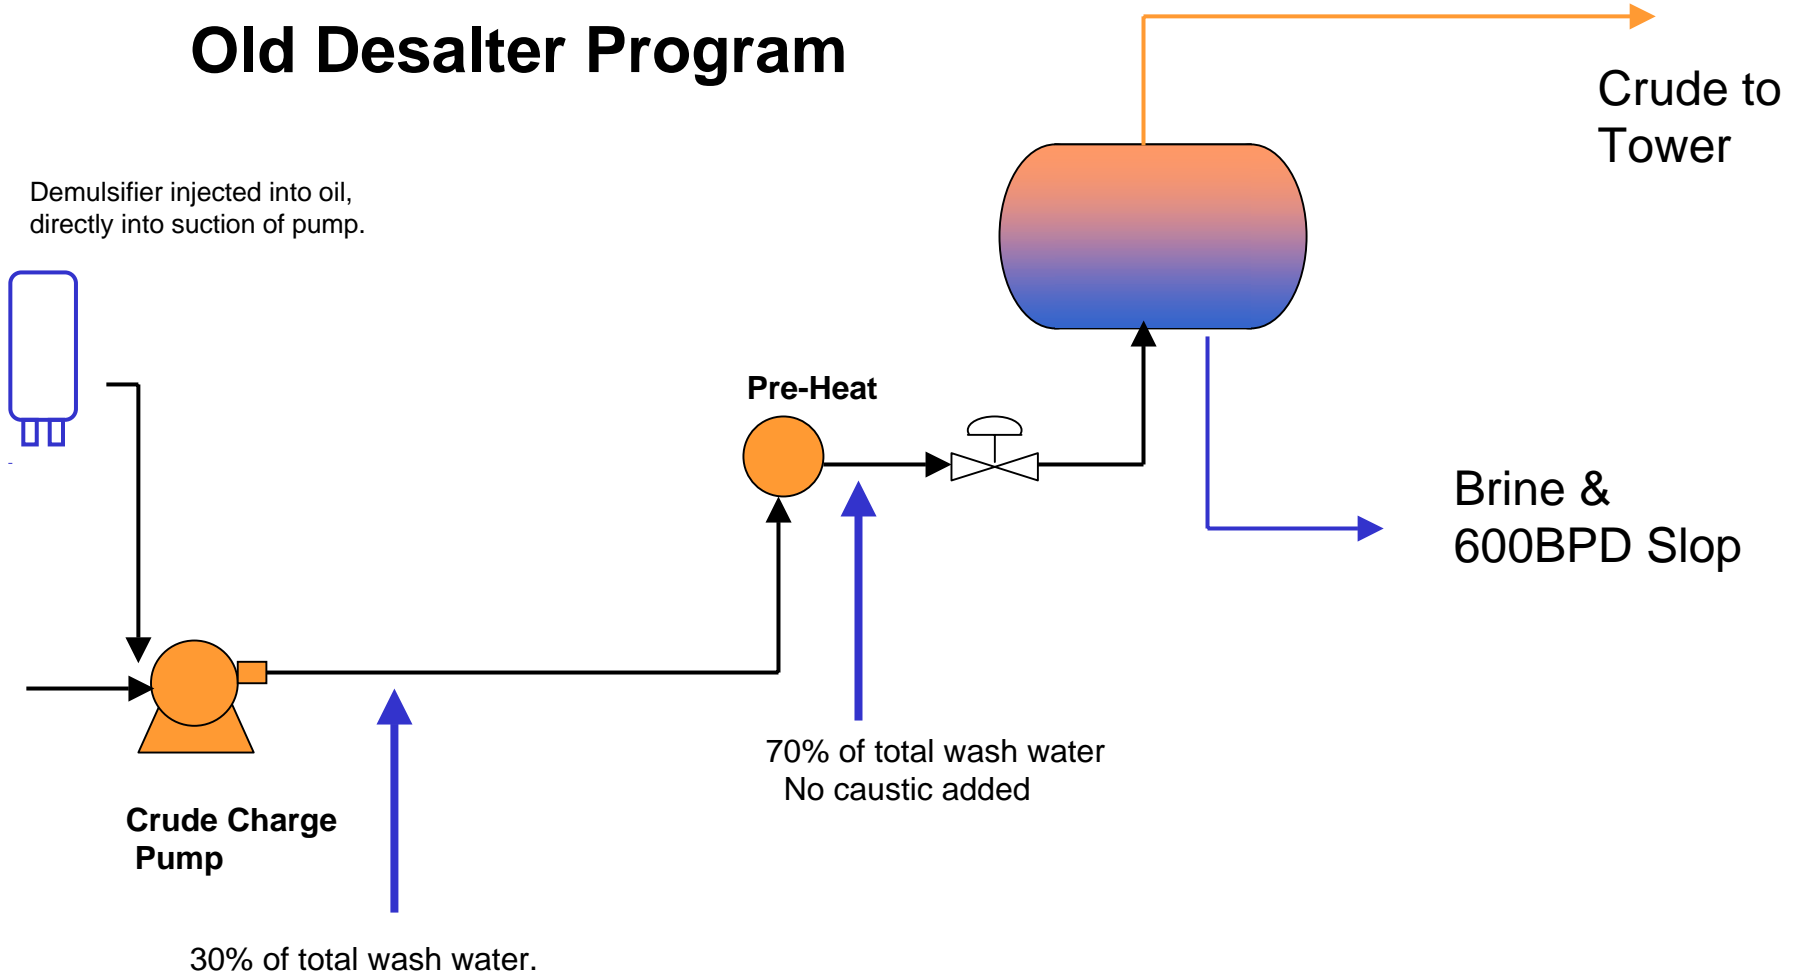 Old Desalter Program
Crude to
Tower
Demulsifier injected into oil,
directly into suction of pump.
Pre-Heat
Brine &
600BPD Slop
70% of total wash water
No caustic added
Crude Charge
Pump
30% of total wash water.